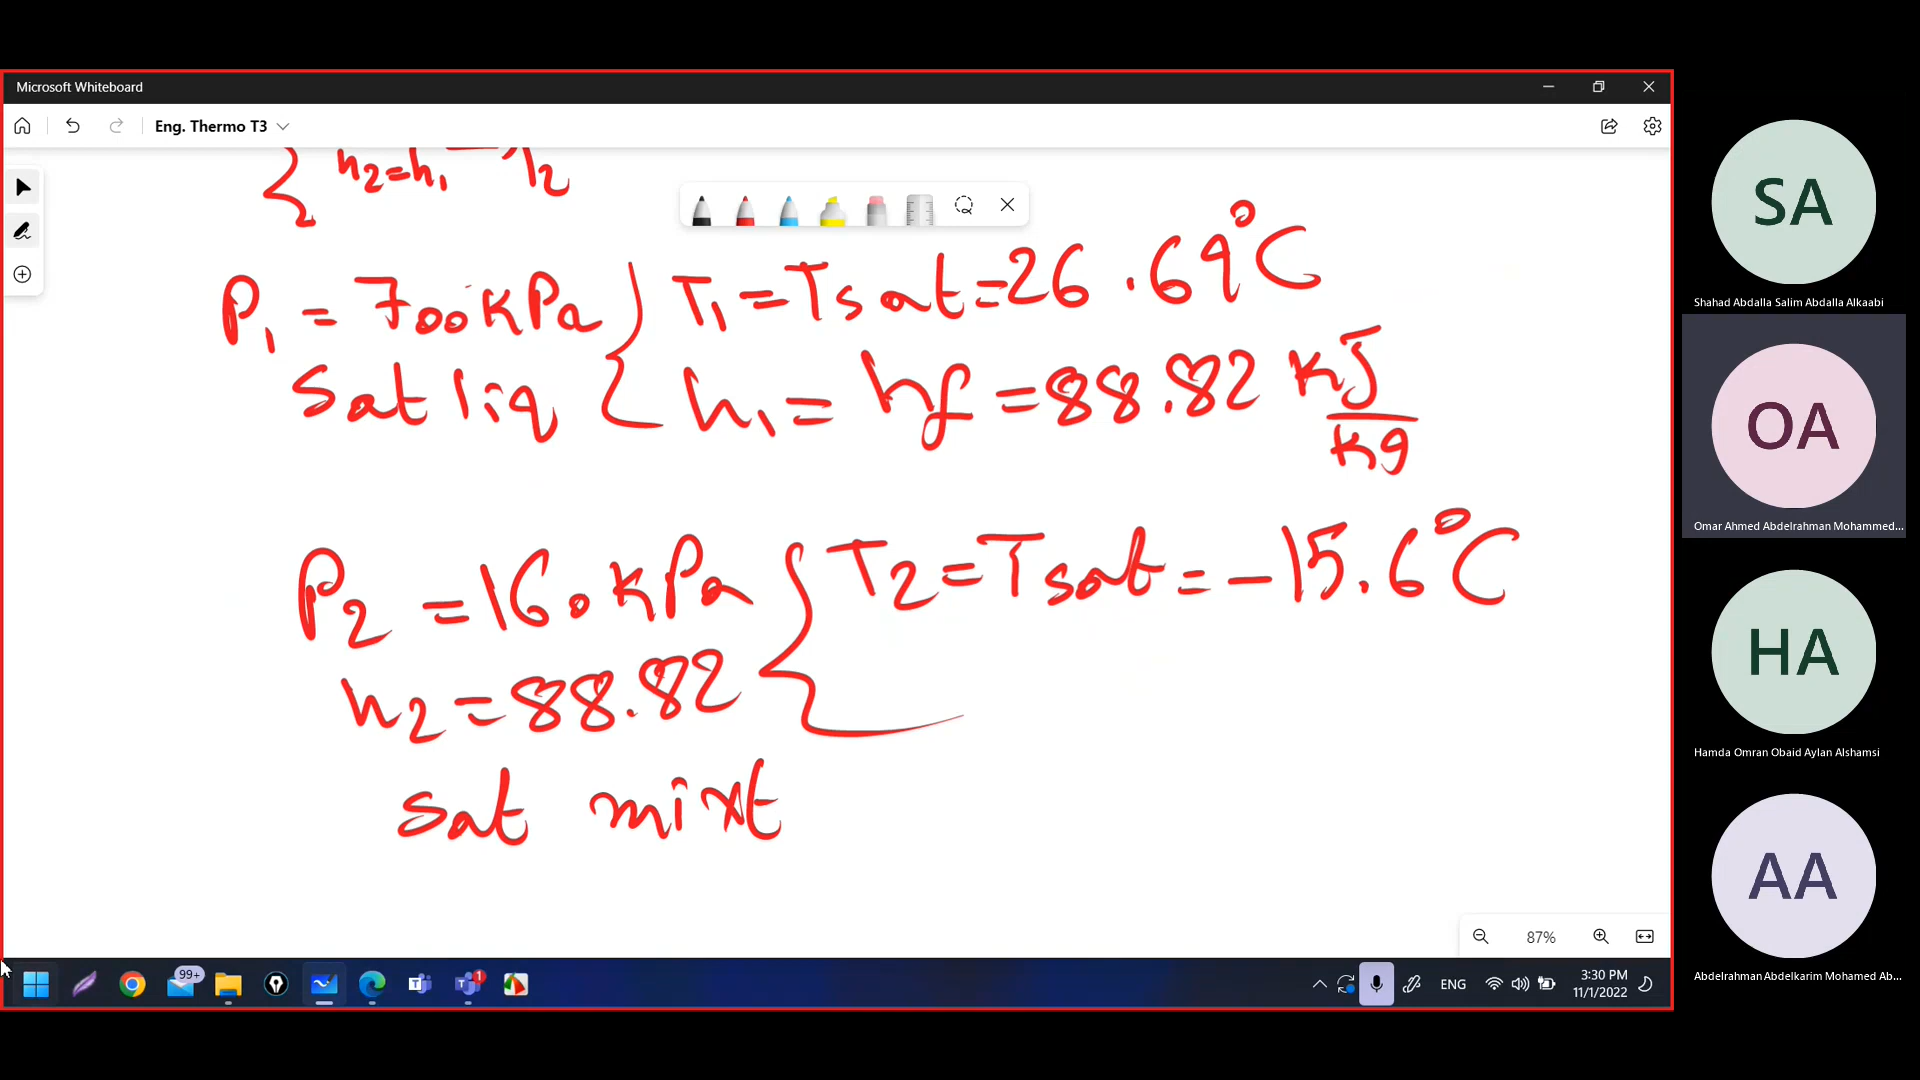 Microsoft Whiteboard
Eng. Thermo T3
h2=h1
P1 = 700 kPa
T1 = Tsat = 26.69°C
sat liq
h1 = hf = 88.82 kJ/kg
P2 = 160 kPa
T2 = Tsat = -15.6°C
h2 = 88.82
sat mixt
87%
99+
1
ENG
3:30 PM
11/1/2022
SA
Shahad Abdalla Salim Abdalla Alkaabi
OA
Omar Ahmed Abdelrahman Mohammed...
HA
Hamda Omran Obaid Aylan Alshamsi
AA
Abdelrahman Abdelkarim Mohamed Ab...